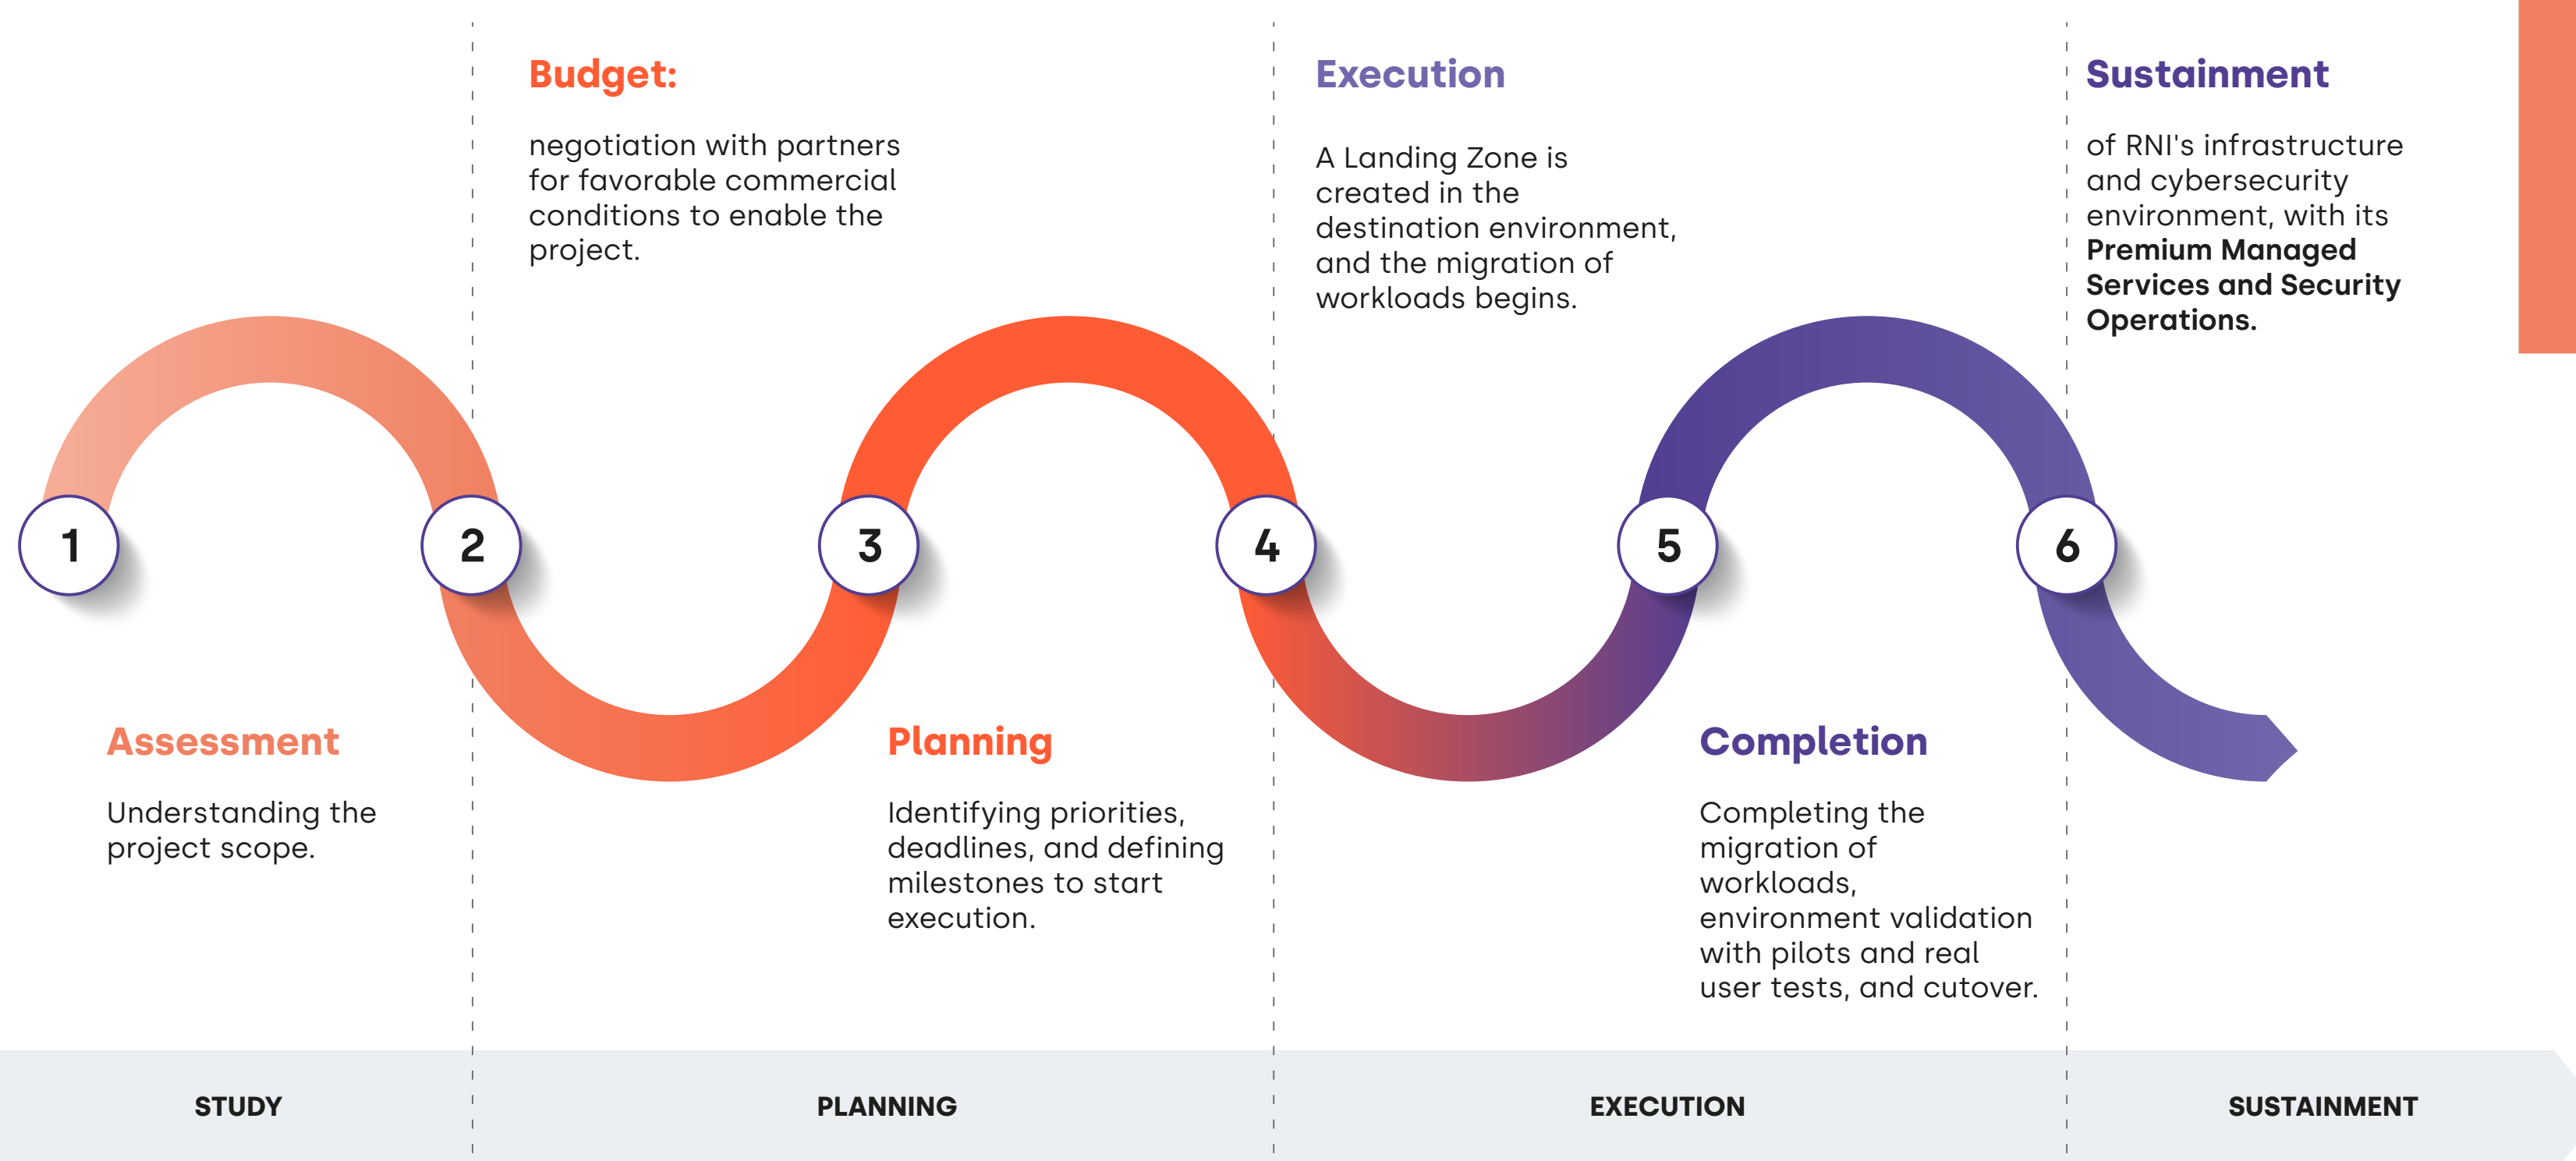 Budget:
negotiation with partners
for favorable commercial
conditions to enable the
project.
Execution
A Landing Zone is
created in the
destination environment,
and the migration of
workloads begins.
Sustainment
of RNI's infrastructure
and cybersecurity
environment, with its
Premium Managed
Services and Security
Operations.
1
2
3
4
5
6
Assessment
Understanding the
project scope.
Planning
Identifying priorities,
deadlines, and defining
milestones to start
execution.
Completion
Completing the
migration of
workloads,
environment validation
with pilots and real
user tests, and cutover.
STUDY
PLANNING
EXECUTION
SUSTAINMENT